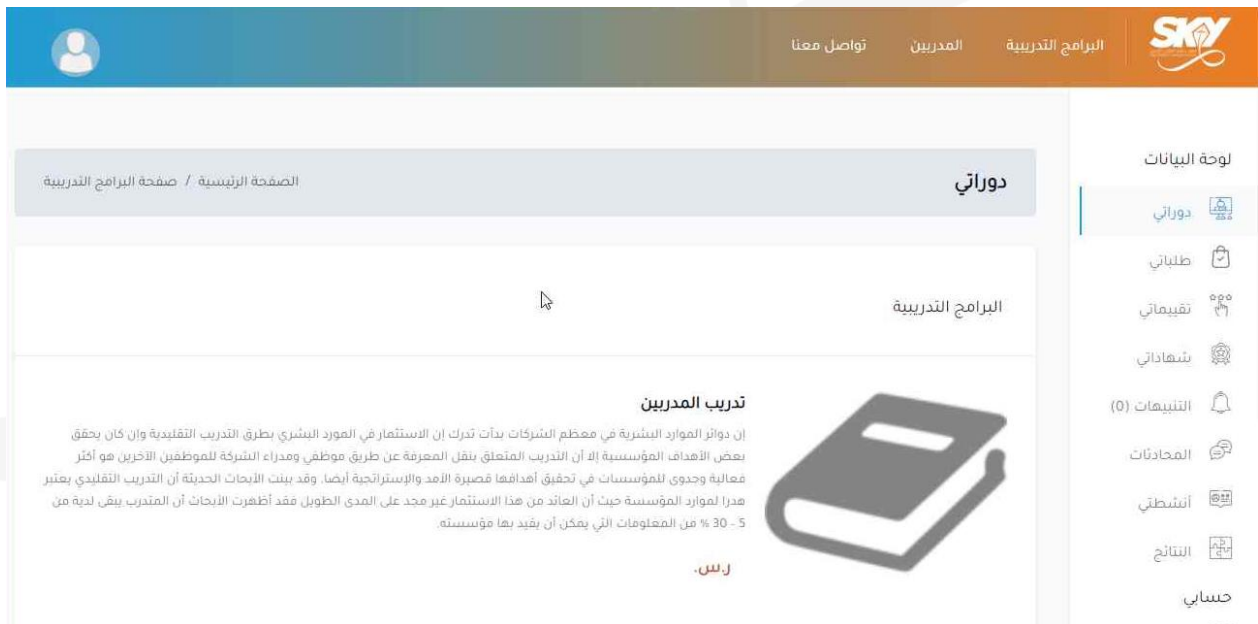 SKY
البرامج التدريبية
المدربين
تواصل معنا
لوحة البيانات
دوراتي
طلباتي
تقييماتي
شهاداتي
التنبيهات (0)
المحادثات
أنشطتي
النتائج
حسابي
دوراتي
الصفحة الرئيسية / صفحة البرامج التدريبية
البرامج التدريبية
تدريب المدربين
إن دوائر الموارد البشرية في معظم الشركات بدأت تدرك إن الاستثمار في المورد البشري بطرق التدريب التقليدية وإن كان يحقق
بعض الأهداف المؤسسية إلا أن التدريب المتعلق بنقل المعرفة عن طريق موظفي ومدراء الشركة للموظفين الآخرين هو أكثر
فعالية وجدوى للمؤسسات في تحقيق أهدافها قصيرة الأمد والإستراتجية أيضا. وقد بينت الأبحاث الحديثة أن التدريب التقليدي يعتبر
هدرا لموارد المؤسسة حيث أن العائد من هذا الاستثمار غير مجد على المدى الطويل فقد أظهرت الأبحاث أن المتدرب يبقى لدية من
5 - 30 % من المعلومات التي يمكن أن يفيد بها مؤسسته.
ر.س.